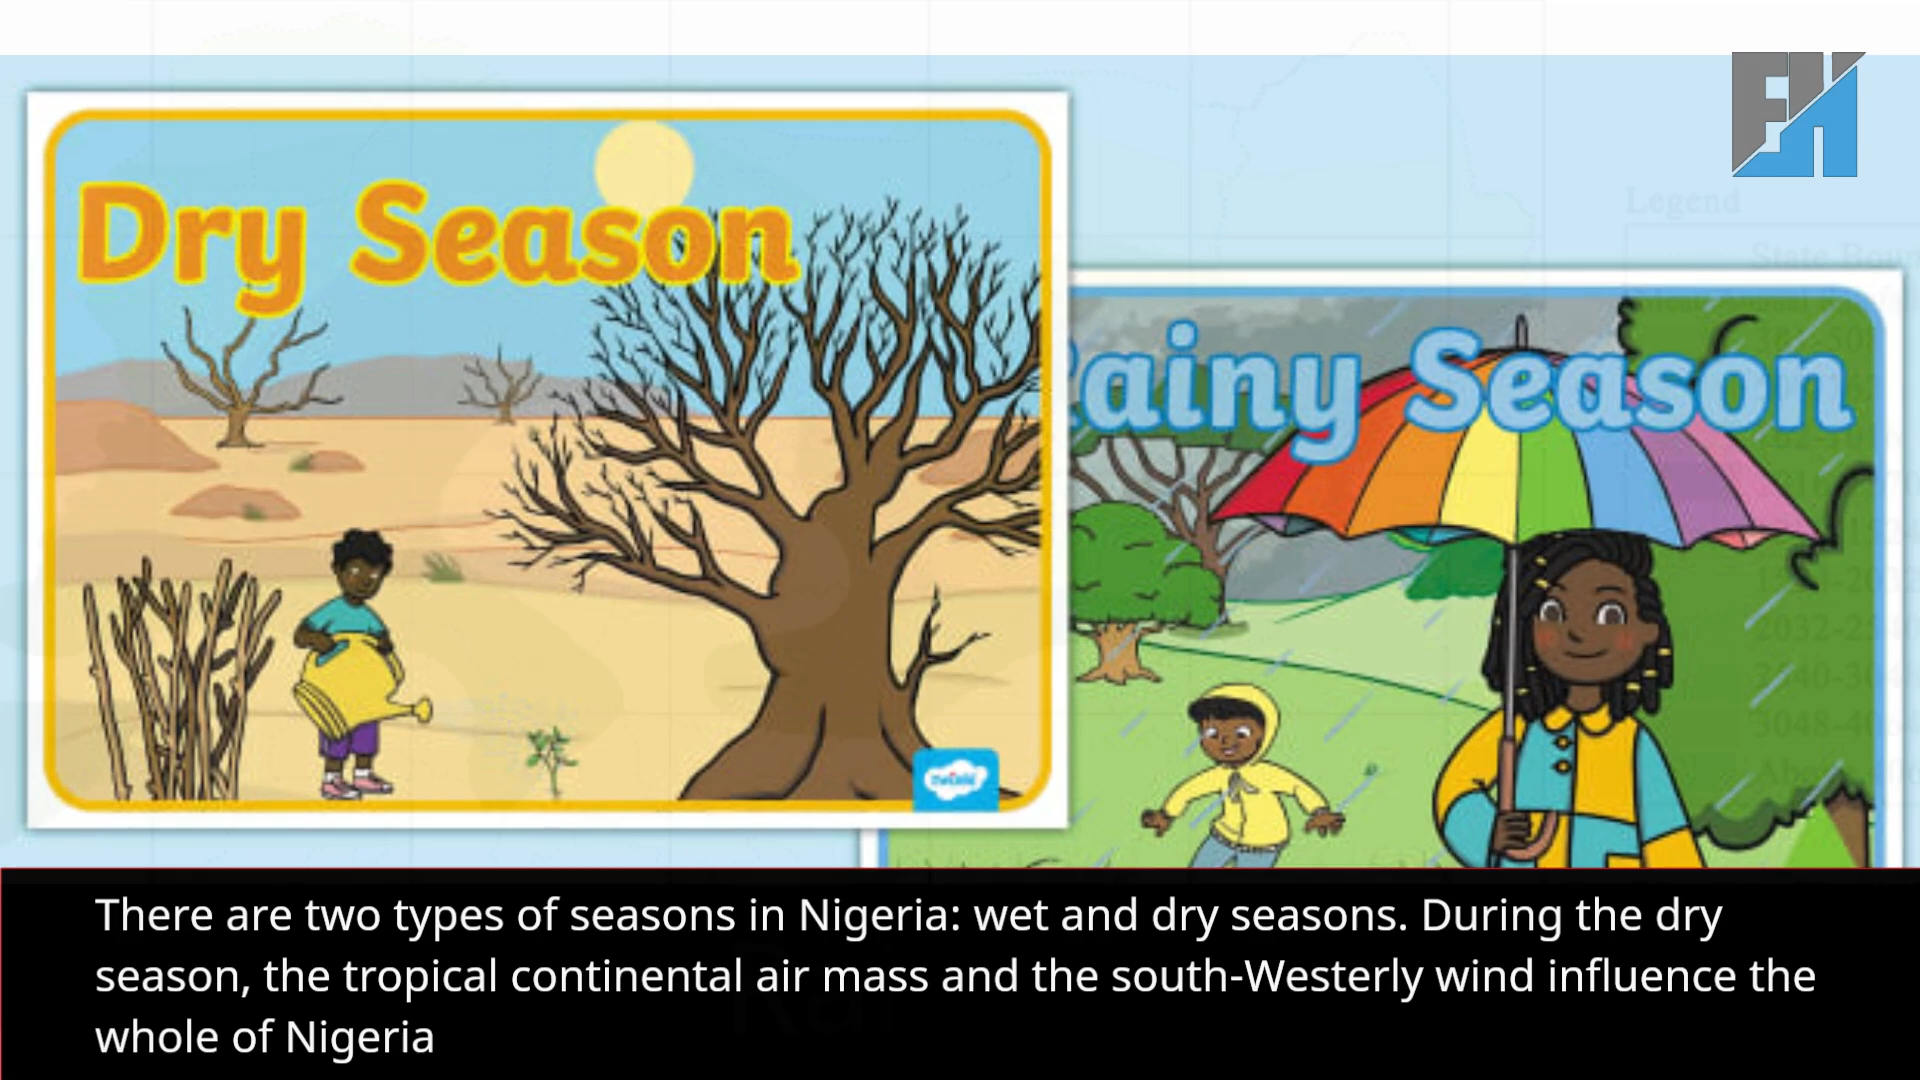 Dry Season
ainy Season
Legend
There are two types of seasons in Nigeria: wet and dry seasons. During the dry
season, the tropical continental air mass and the south-Westerly wind influence the
whole of Nigeria